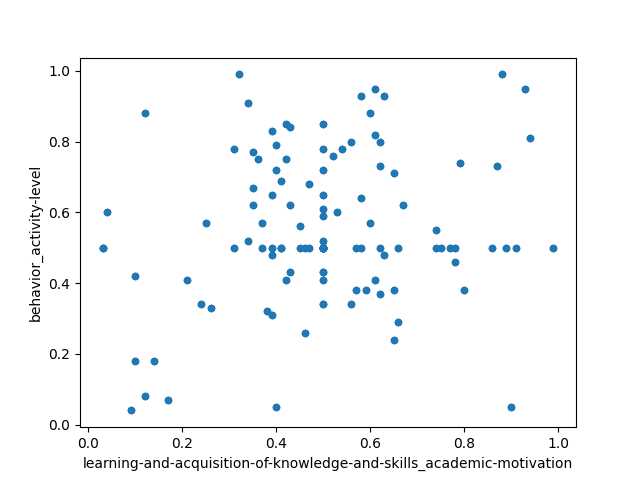 1.0
0.8
0.6
0.4
0.2
0.0
behavior_activity-level
0.0 0.2 0.4 0.6 0.8 1.0
learning-and-acquisition-of-knowledge-and-skills_academic-motivation